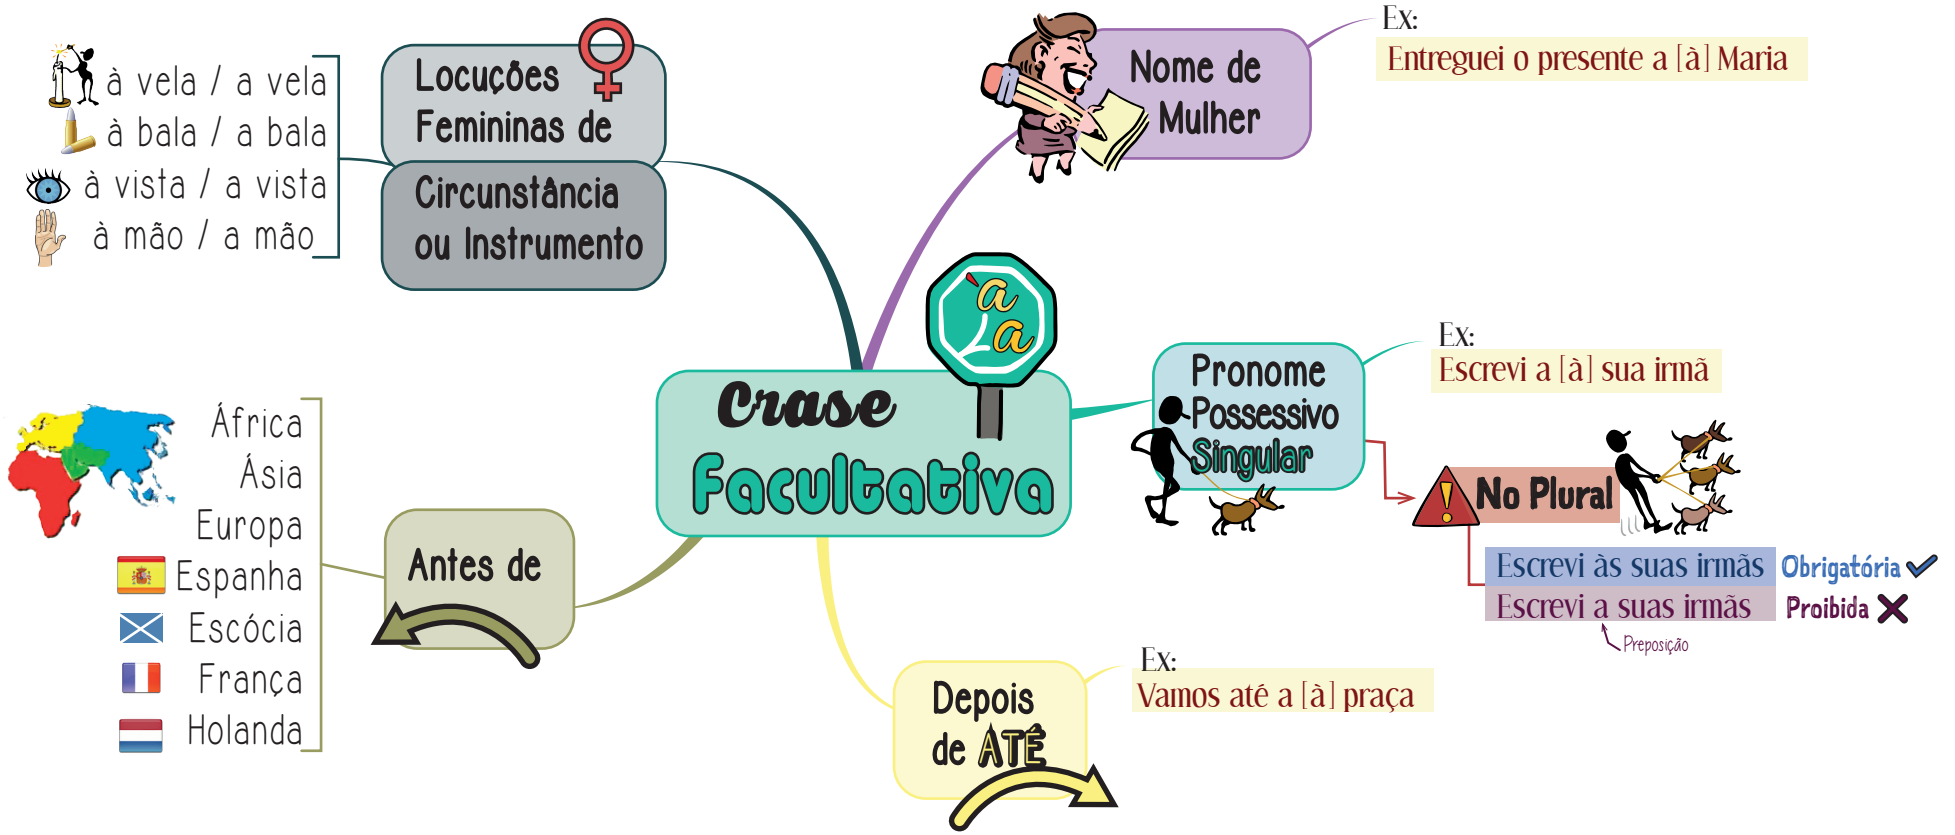 Crase
Facultativa
à
a
Locuções
Femininas de
Circunstância
ou Instrumento
à vela / a vela
à bala / a bala
à vista / a vista
à mão / a mão
Nome de
Mulher
Ex:
Entreguei o presente a [à] Maria
Pronome
Possessivo
Singular
Ex:
Escrevi a [à] sua irmã
No Plural
Escrevi às suas irmãs Obrigatória
Escrevi a suas irmãs Proibida
Preposição
Depois
de ATÉ
Ex:
Vamos até a [à] praça
Antes de
África
Ásia
Europa
Espanha
Escócia
França
Holanda